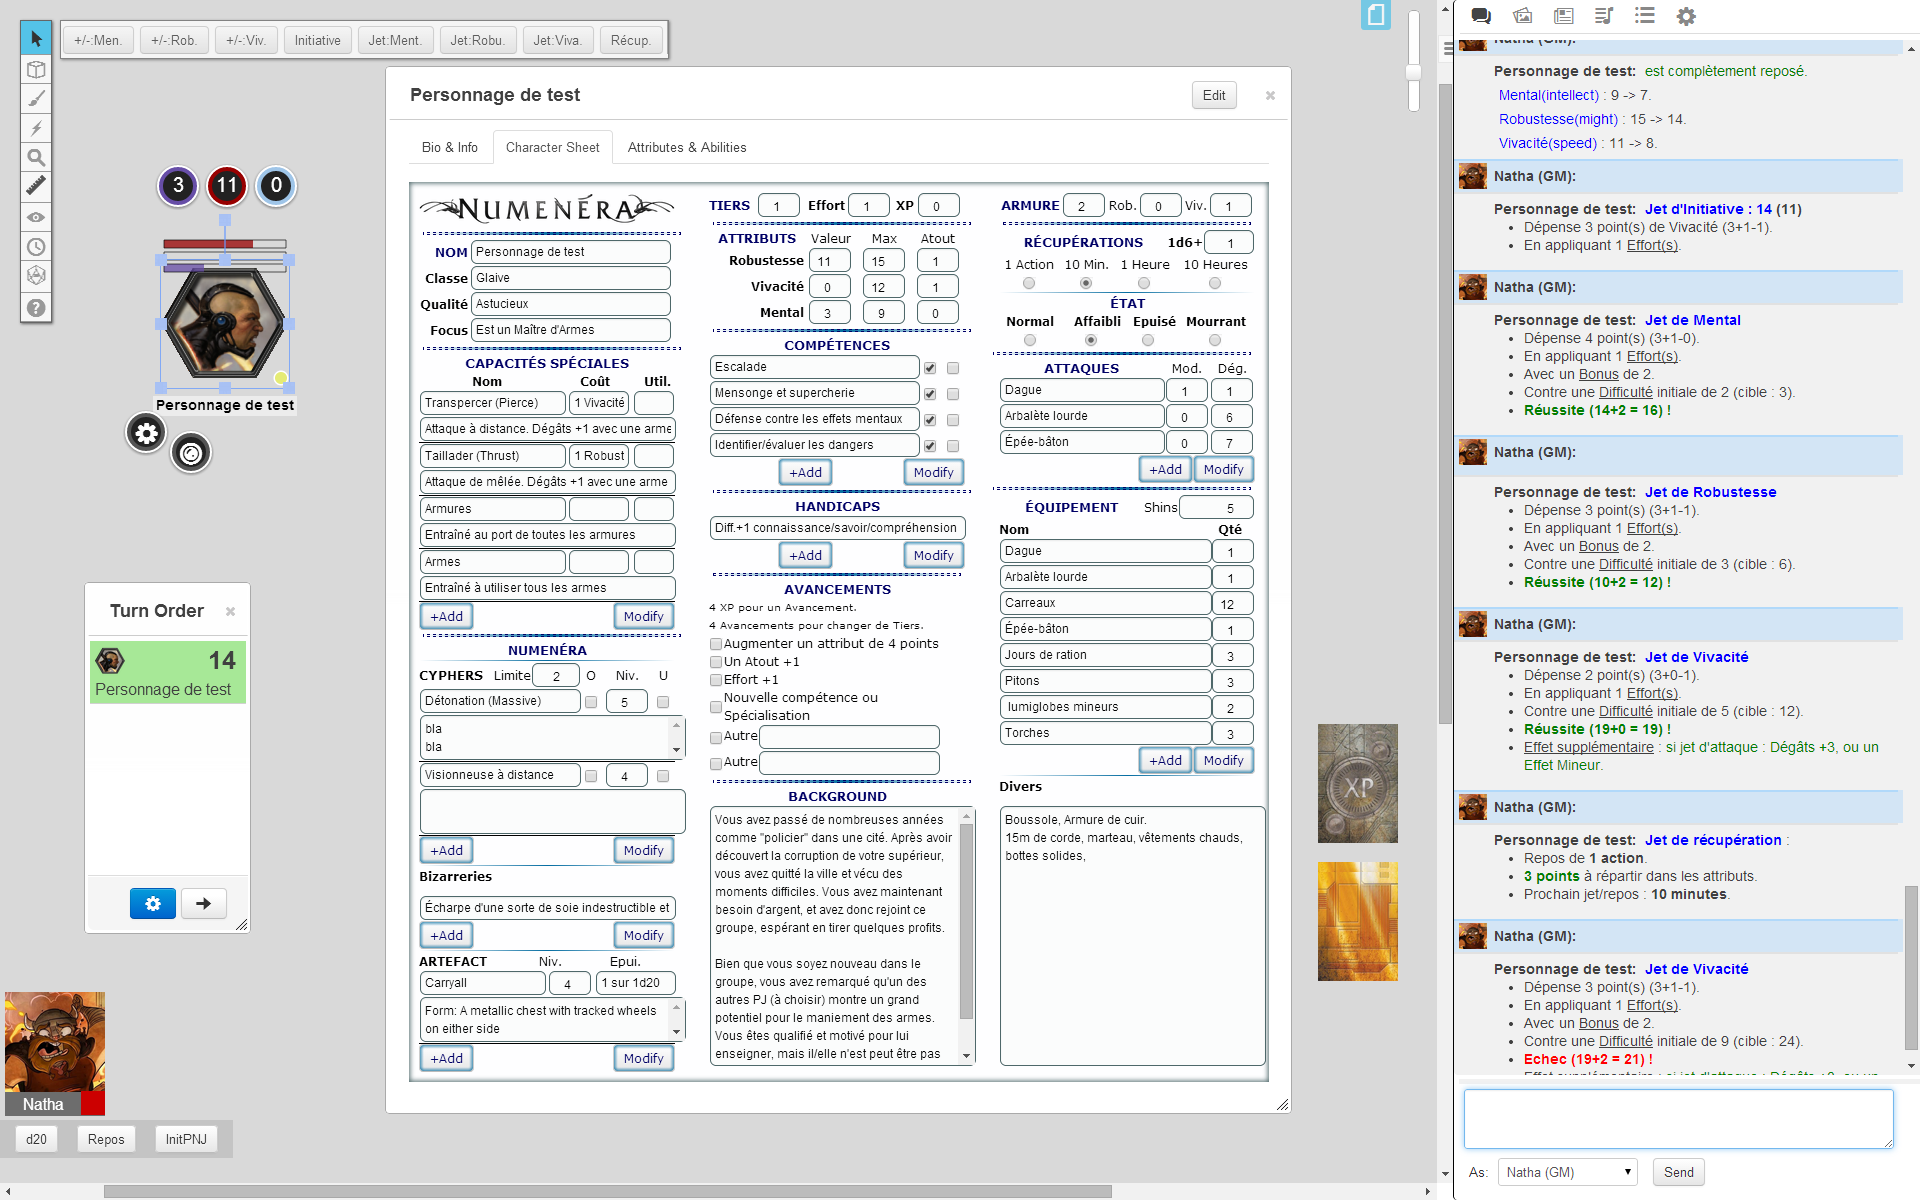 +/-:Men. +/-:Rob. +/-:Viv. Initiative Jet:Ment. Jet:Robu. Jet:Viva. Récup.
3 11 0
Personnage de test
Turn Order ×
14
Personnage de test
Natha
d20 Repos InitPNJ
Personnage de test Edit ×
Bio & Info Character Sheet Attributes & Abilities
NUMENÉRA
NOM Personnage de test
Classe Glaive
Qualité Astucieux
Focus Est un Maître d'Armes
CAPACITÉS SPÉCIALES
Nom Coût Util.
Transpercer (Pierce) 1 Vivacité
Attaque à distance. Dégâts +1 avec une arme
Taillader (Thrust) 1 Robust
Attaque de mêlée. Dégâts +1 avec une arme
Armures
Entraîné au port de toutes les armures
Armes
Entraîné à utiliser tous les armes
+Add Modify
NUMENÉRA
CYPHERS Limite 2 O Niv. U
Détonation (Massive) 5
bla
bla
Visionneuse à distance 4
+Add Modify
Bizarreries
Écharpe d'une sorte de soie indestructible et
+Add Modify
ARTEFACT Niv. Epui.
Carryall 4 1 sur 1d20
Form: A metallic chest with tracked wheels
on either side
+Add Modify
TIERS 1 Effort 1 XP 0
ATTRIBUTS Valeur Max Atout
Robustesse 11 15 1
Vivacité 0 12 1
Mental 3 9 0
COMPÉTENCES
Escalade
Mensonge et supercherie
Défense contre les effets mentaux
Identifier/évaluer les dangers
+Add Modify
HANDICAPS
Diff.+1 connaissance/savoir/compréhension
+Add Modify
AVANCEMENTS
4 XP pour un Avancement.
4 Avancements pour changer de Tiers.
Augmenter un attribut de 4 points
Un Atout +1
Effort +1
Nouvelle compétence ou
Spécialisation
Autre
Autre
BACKGROUND
Vous avez passé de nombreuses années
comme "policier" dans une cité. Après avoir
découvert la corruption de votre supérieur,
vous avez quitté la ville et vécu des
moments difficiles. Vous avez maintenant
besoin d'argent, et avez donc rejoint ce
groupe, espérant en tirer quelques profits.
Bien que vous soyez nouveau dans le
groupe, vous avez remarqué qu'un des
autres PJ (à choisir) montre un grand
potentiel pour le maniement des armes.
Vous êtes qualifié et motivé pour lui
enseigner, mais il/elle n'est peut être pas
ARMURE 2 Rob. 0 Viv. 1
RÉCUPÉRATIONS 1d6+ 1
1 Action 10 Min. 1 Heure 10 Heures
ÉTAT
Normal Affaibli Epuisé Mourrant
ATTAQUES Mod. Dég.
Dague 1 1
Arbalète lourde 0 6
Épée-bâton 0 7
+Add Modify
ÉQUIPEMENT Shins 5
Nom Qté
Dague 1
Arbalète lourde 1
Carreaux 12
Épée-bâton 1
Jours de ration 3
Pitons 3
lumiglobes mineurs 2
Torches 3
+Add Modify
Divers
Boussole, Armure de cuir.
15m de corde, marteau, vêtements chauds,
bottes solides,
XP
Natha (GM):
Personnage de test: est complètement reposé.
Mental(intellect) : 9 -> 7.
Robustesse(might) : 15 -> 14.
Vivacité(speed) : 11 -> 8.
Natha (GM):
Personnage de test: Jet d'Initiative : 14 (11)
• Dépense 3 point(s) de Vivacité (3+1-1).
• En appliquant 1 Effort(s).
Natha (GM):
Personnage de test: Jet de Mental
• Dépense 4 point(s) (3+1-0).
• En appliquant 1 Effort(s).
• Avec un Bonus de 2.
• Contre une Difficulté initiale de 2 (cible : 3).
• Réussite (14+2 = 16) !
Natha (GM):
Personnage de test: Jet de Robustesse
• Dépense 3 point(s) (3+1-1).
• En appliquant 1 Effort(s).
• Avec un Bonus de 2.
• Contre une Difficulté initiale de 3 (cible : 6).
• Réussite (10+2 = 12) !
Natha (GM):
Personnage de test: Jet de Vivacité
• Dépense 2 point(s) (3+0-1).
• En appliquant 1 Effort(s).
• Contre une Difficulté initiale de 5 (cible : 12).
• Réussite (19+0 = 19) !
• Effet supplémentaire : si jet d'attaque : Dégâts +3, ou un
Effet Mineur.
Natha (GM):
Personnage de test: Jet de récupération :
• Repos de 1 action.
• 3 points à répartir dans les attributs.
• Prochain jet/repos : 10 minutes.
Natha (GM):
Personnage de test: Jet de Vivacité
• Dépense 3 point(s) (3+1-1).
• En appliquant 1 Effort(s).
• Avec un Bonus de 2.
• Contre une Difficulté initiale de 9 (cible : 24).
• Echec (19+2 = 21) !
Effet supplémentaire : si jet d'attaque : Dégâts +3, ou un
As: Natha (GM) Send